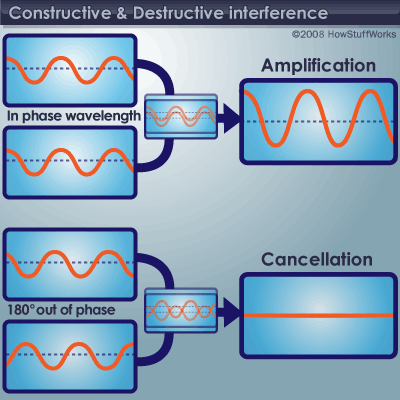 Constructive & Destructive interference
©2008 HowStuffWorks
Amplification
In phase wavelength
Cancellation
180° out of phase